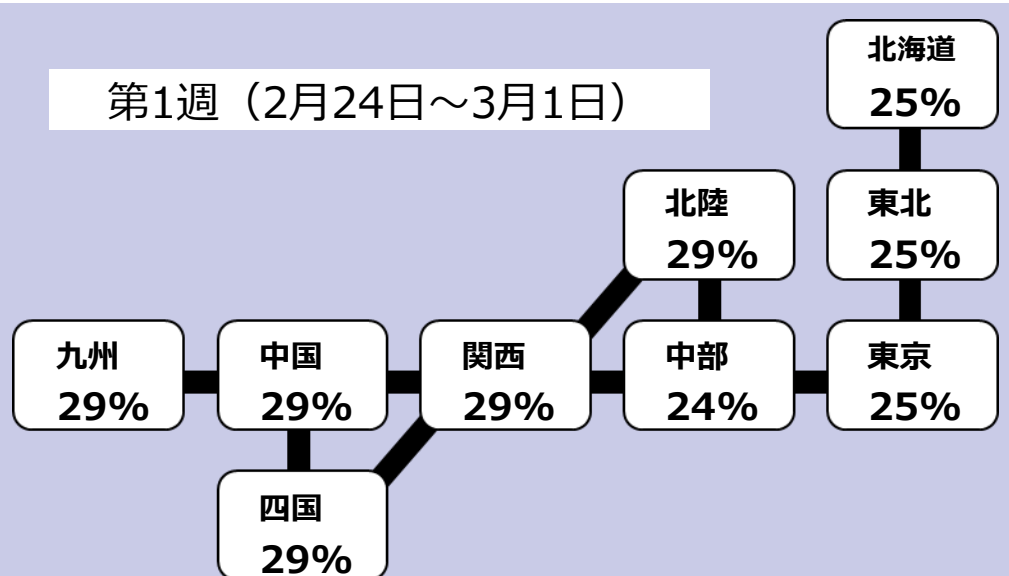 第1週（2月24日～3月1日）
北海道
25%
北陸
29%
東北
25%
九州
29%
中国
29%
関西
29%
中部
24%
東京
25%
四国
29%